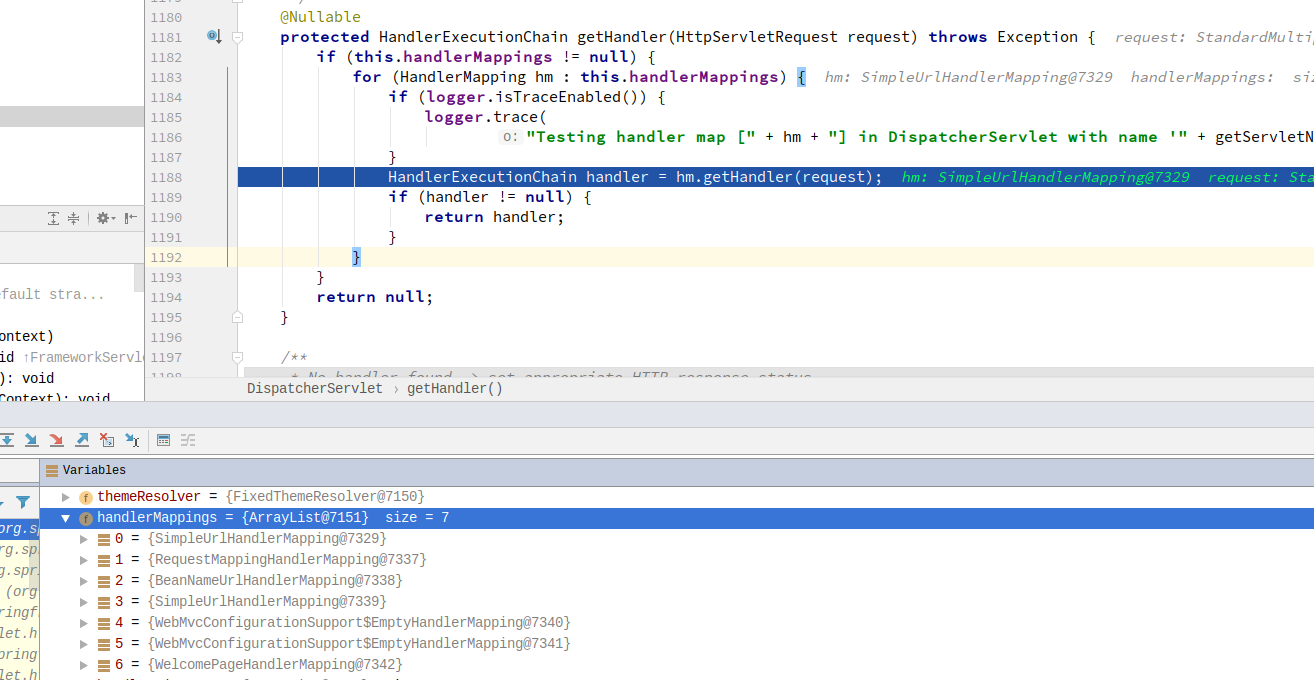 1180 @Nullable
1181 protected HandlerExecutionChain getHandler(HttpServletRequest request) throws Exception { request: StandardMulti
1182 if (this.handlerMappings != null) {
1183 for (HandlerMapping hm : this.handlerMappings) { hm: SimpleUrlHandlerMapping@7329 handlerMappings: siz
1184 if (logger.isTraceEnabled()) {
1185 logger.trace(
1186 o: "Testing handler map [" + hm + "] in DispatcherServlet with name '" + getServletN
1187 }
1188 HandlerExecutionChain handler = hm.getHandler(request); hm: SimpleUrlHandlerMapping@7329 request: Sta
1189 if (handler != null) {
1190 return handler;
1191 }
1192 }
1193 }
1194 return null;
1195 }
1196
1197 /**
1198 * No handler found -> set appropriate HTTP response status.
DispatcherServlet › getHandler()
efault stra...
ontext)
id ↑FrameworkServle
): void
Context): void
Variables
themeResolver = {FixedThemeResolver@7150}
handlerMappings = {ArrayList@7151} size = 7
0 = {SimpleUrlHandlerMapping@7329}
1 = {RequestMappingHandlerMapping@7337}
2 = {BeanNameUrlHandlerMapping@7338}
3 = {SimpleUrlHandlerMapping@7339}
4 = {WebMvcConfigurationSupport$EmptyHandlerMapping@7340}
5 = {WebMvcConfigurationSupport$EmptyHandlerMapping@7341}
6 = {WelcomePageHandlerMapping@7342}
org.sp
rg.spr
g.spri
(org
ringf
let.h
pring
let.h